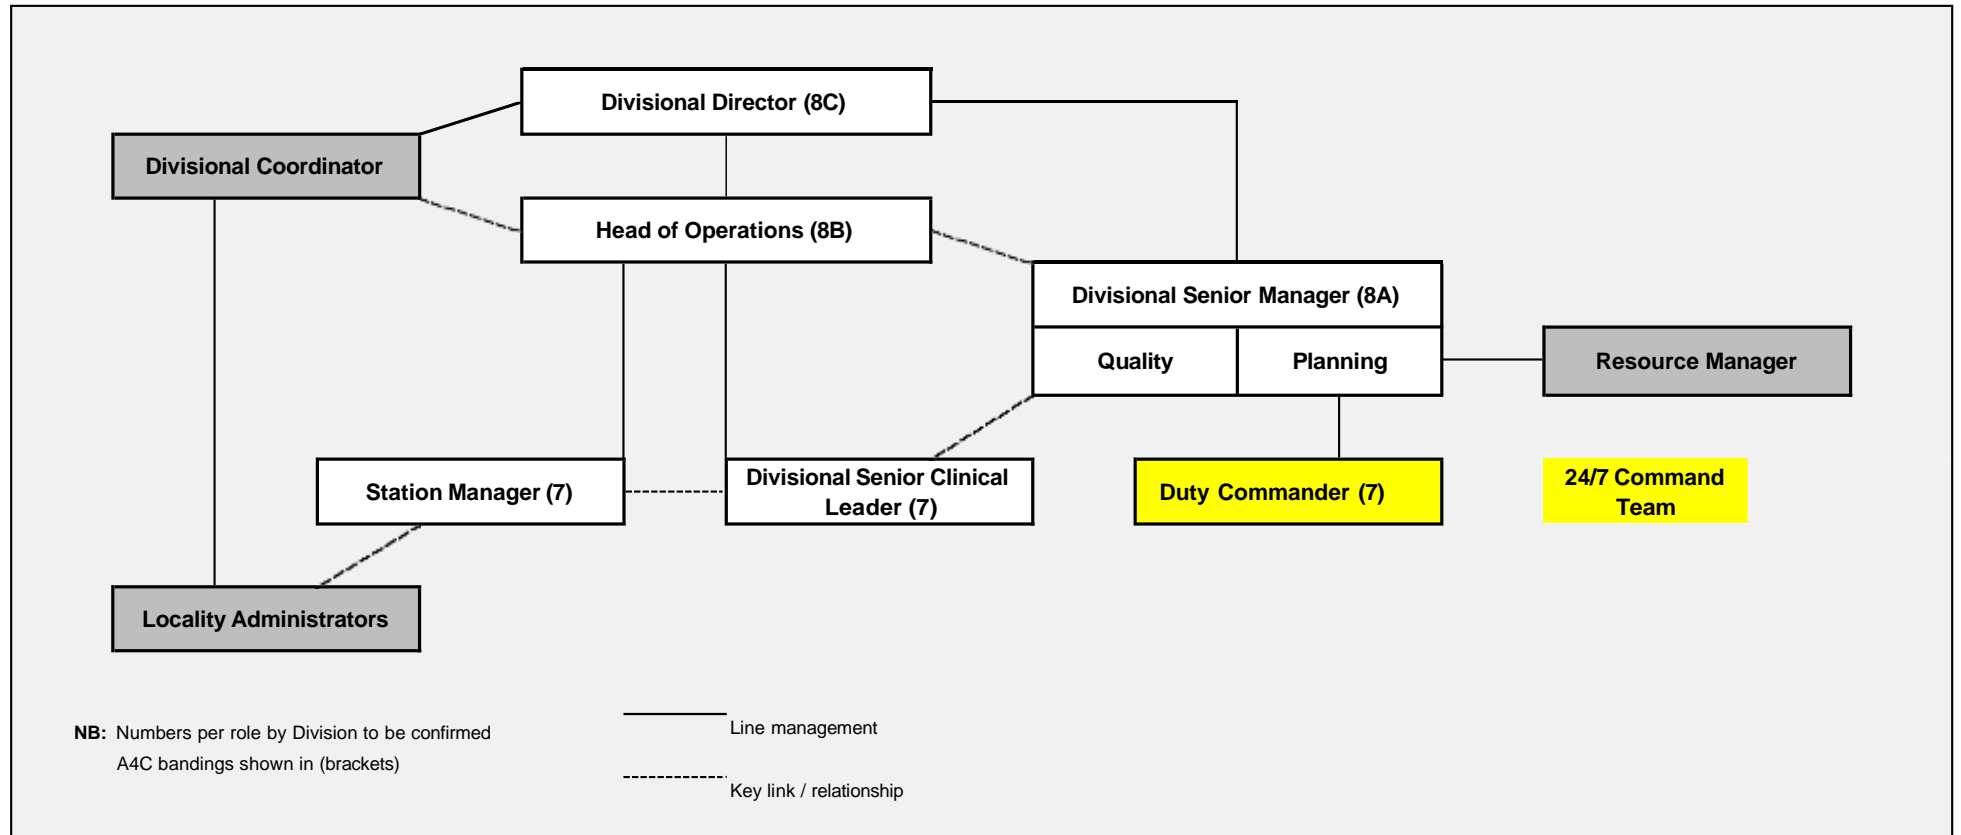 Divisional Director (8C)
Divisional Coordinator
Head of Operations (8B)
Divisional Senior Manager (8A)
Quality
Planning
Resource Manager
Station Manager (7)
Divisional Senior Clinical
Leader (7)
Duty Commander (7)
24/7 Command
Team
Locality Administrators
NB: Numbers per role by Division to be confirmed
A4C bandings shown in (brackets)
Line management
Key link / relationship